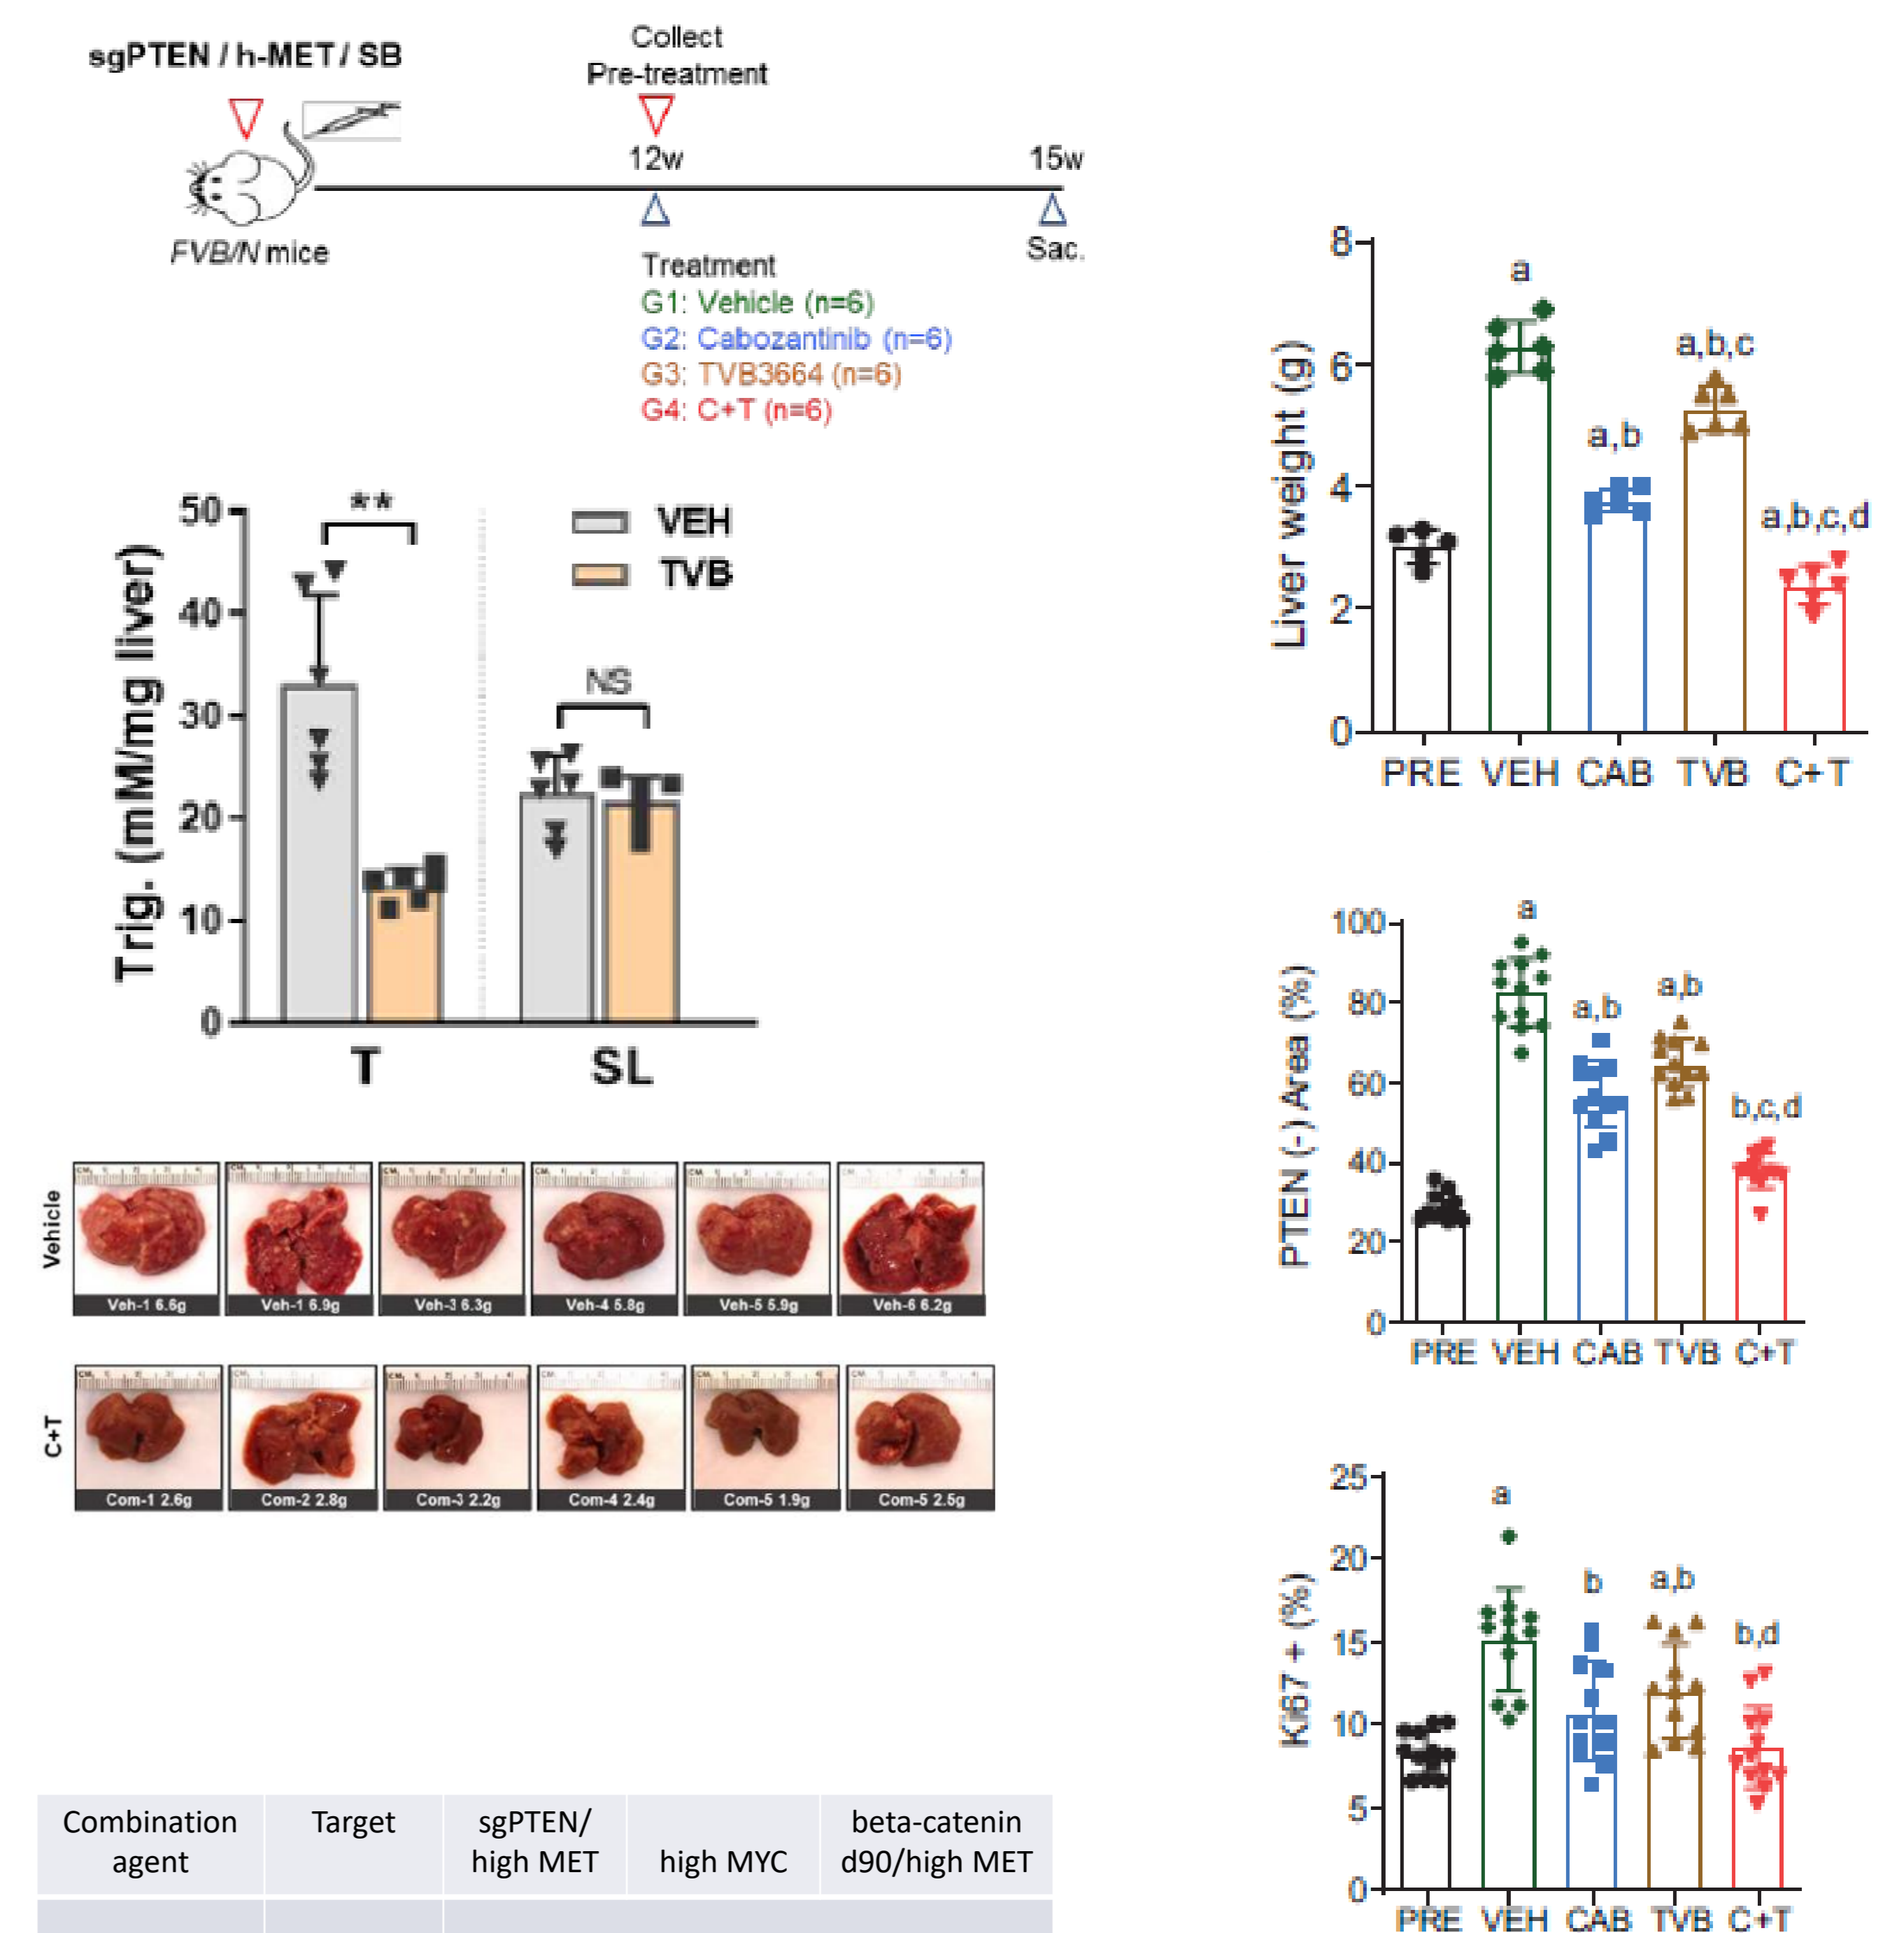 sgPTEN / h-MET / SB
Collect
Pre-treatment
12w
15w
FVB/N mice
Sac.
Treatment
G1: Vehicle (n=6)
G2: Cabozantinib (n=6)
G3: TVB3664 (n=6)
G4: C+T (n=6)
Trig. (mM/mg liver)
50
40
30
20
10
0
**
NS
VEH
TVB
T
SL
Vehicle
Veh-1 6.6g
Veh-1 6.9g
Veh-3 6.3g
Veh-4 5.8g
Veh-5 5.9g
Veh-6 6.2g
C+T
Com-1 2.6g
Com-2 2.8g
Com-3 2.2g
Com-4 2.4g
Com-5 1.9g
Com-5 2.5g
Combination agent
Target
sgPTEN/ high MET
high MYC
beta-catenin d90/high MET
Liver weight (g)
8
6
4
2
0
a
a,b
a,b,c
a,b,c,d
PRE VEH CAB TVB C+T
PTEN (-) Area (%)
100
80
60
40
20
0
a
a,b
a,b
b,c,d
PRE VEH CAB TVB C+T
Ki67 + (%)
25
20
15
10
5
0
a
b
a,b
b,d
PRE VEH CAB TVB C+T